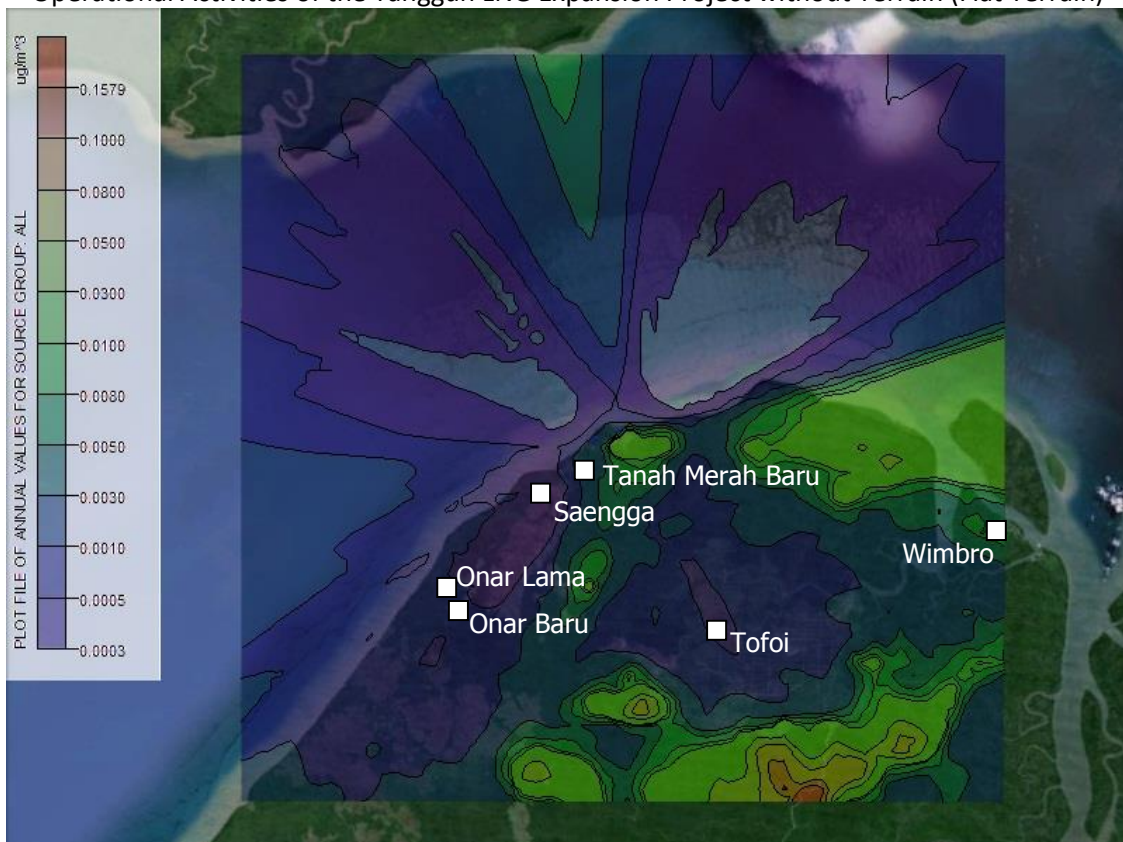 Operational Activities of the Tangguh LNG Expansion Project without Terrain (Flat Terrain)
ug/m^3
PLOT FILE OF ANNUAL VALUES FOR SOURCE GROUP: ALL
0.1579
0.1000
0.0800
0.0500
0.0300
0.0100
0.0080
0.0050
0.0030
0.0010
0.0005
0.0003
Tanah Merah Baru
Saengga
Wimbro
Onar Lama
Onar Baru
Tofoi